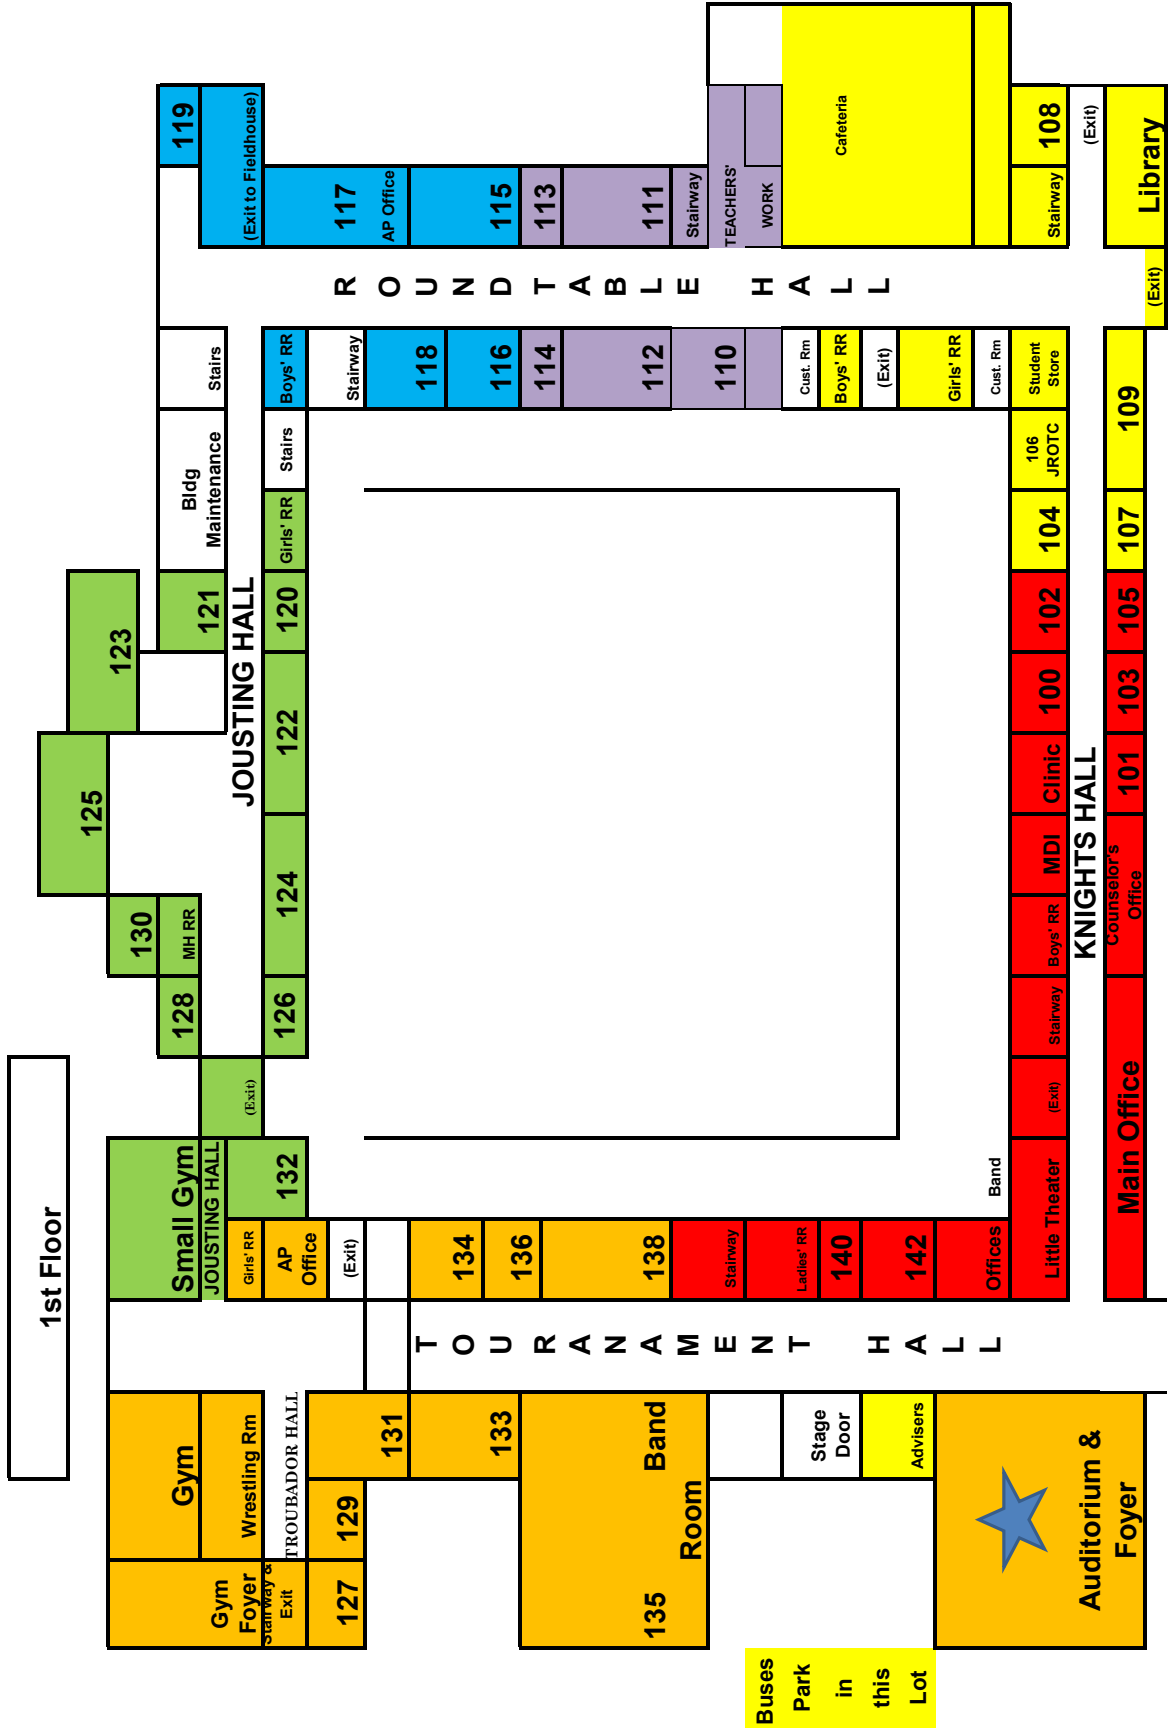 1st Floor
119
(Exit to Fieldhouse)
117
AP Office
115
113
111
Stairway
TEACHERS'
WORK
Cafeteria
108
Stairway
(Exit)
Library
(Exit)
ROUND TABLE HALL
Stairs
Bldg
Maintenance
121
123
125
130
MH RR
128
JOUSTING HALL
Boys' RR
Stairs
Girls' RR
120
122
124
126
(Exit)
Small Gym
JOUSTING HALL
132
Stairway
118
116
114
112
110
Cust. Rm
Boys' RR
(Exit)
Girls' RR
Cust. Rm
Student
Store
106
JROTC
104
102
100
Clinic
MDI
Boys' RR
Stairway
(Exit)
Little Theater
KNIGHTS HALL
109
107
105
103
101
Counselor's
Office
Main Office
Girls' RR
AP
Office
(Exit)
134
136
138
Stairway
Ladies' RR
140
142
Band
Offices
TOURANAMENT HALL
Gym
Wrestling Rm
TROUBADOR HALL
Gym
Foyer
Stairway &
Exit
131
129
127
133
135 Band
Room
Stage
Door
Advisers
Auditorium &
Foyer
Buses
Park
in
this
Lot